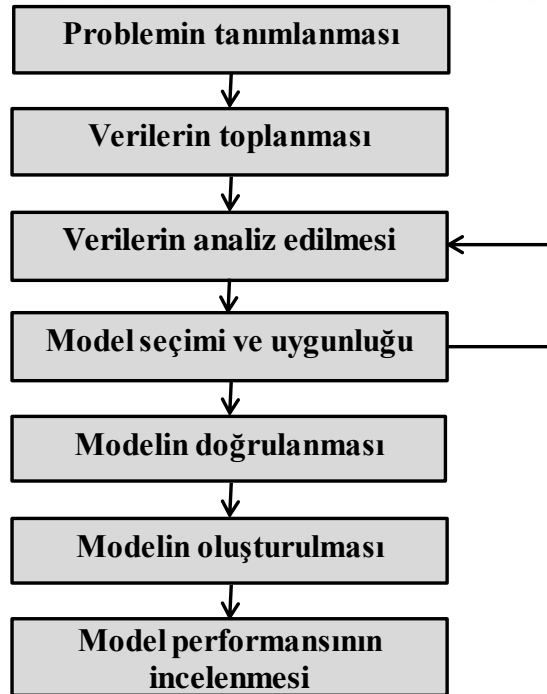 Problemin tanımlanması
Verilerin toplanması
Verilerin analiz edilmesi
Model seçimi ve uygunluğu
Modelin doğrulanması
Modelin oluşturulması
Model performansının
incelenmesi